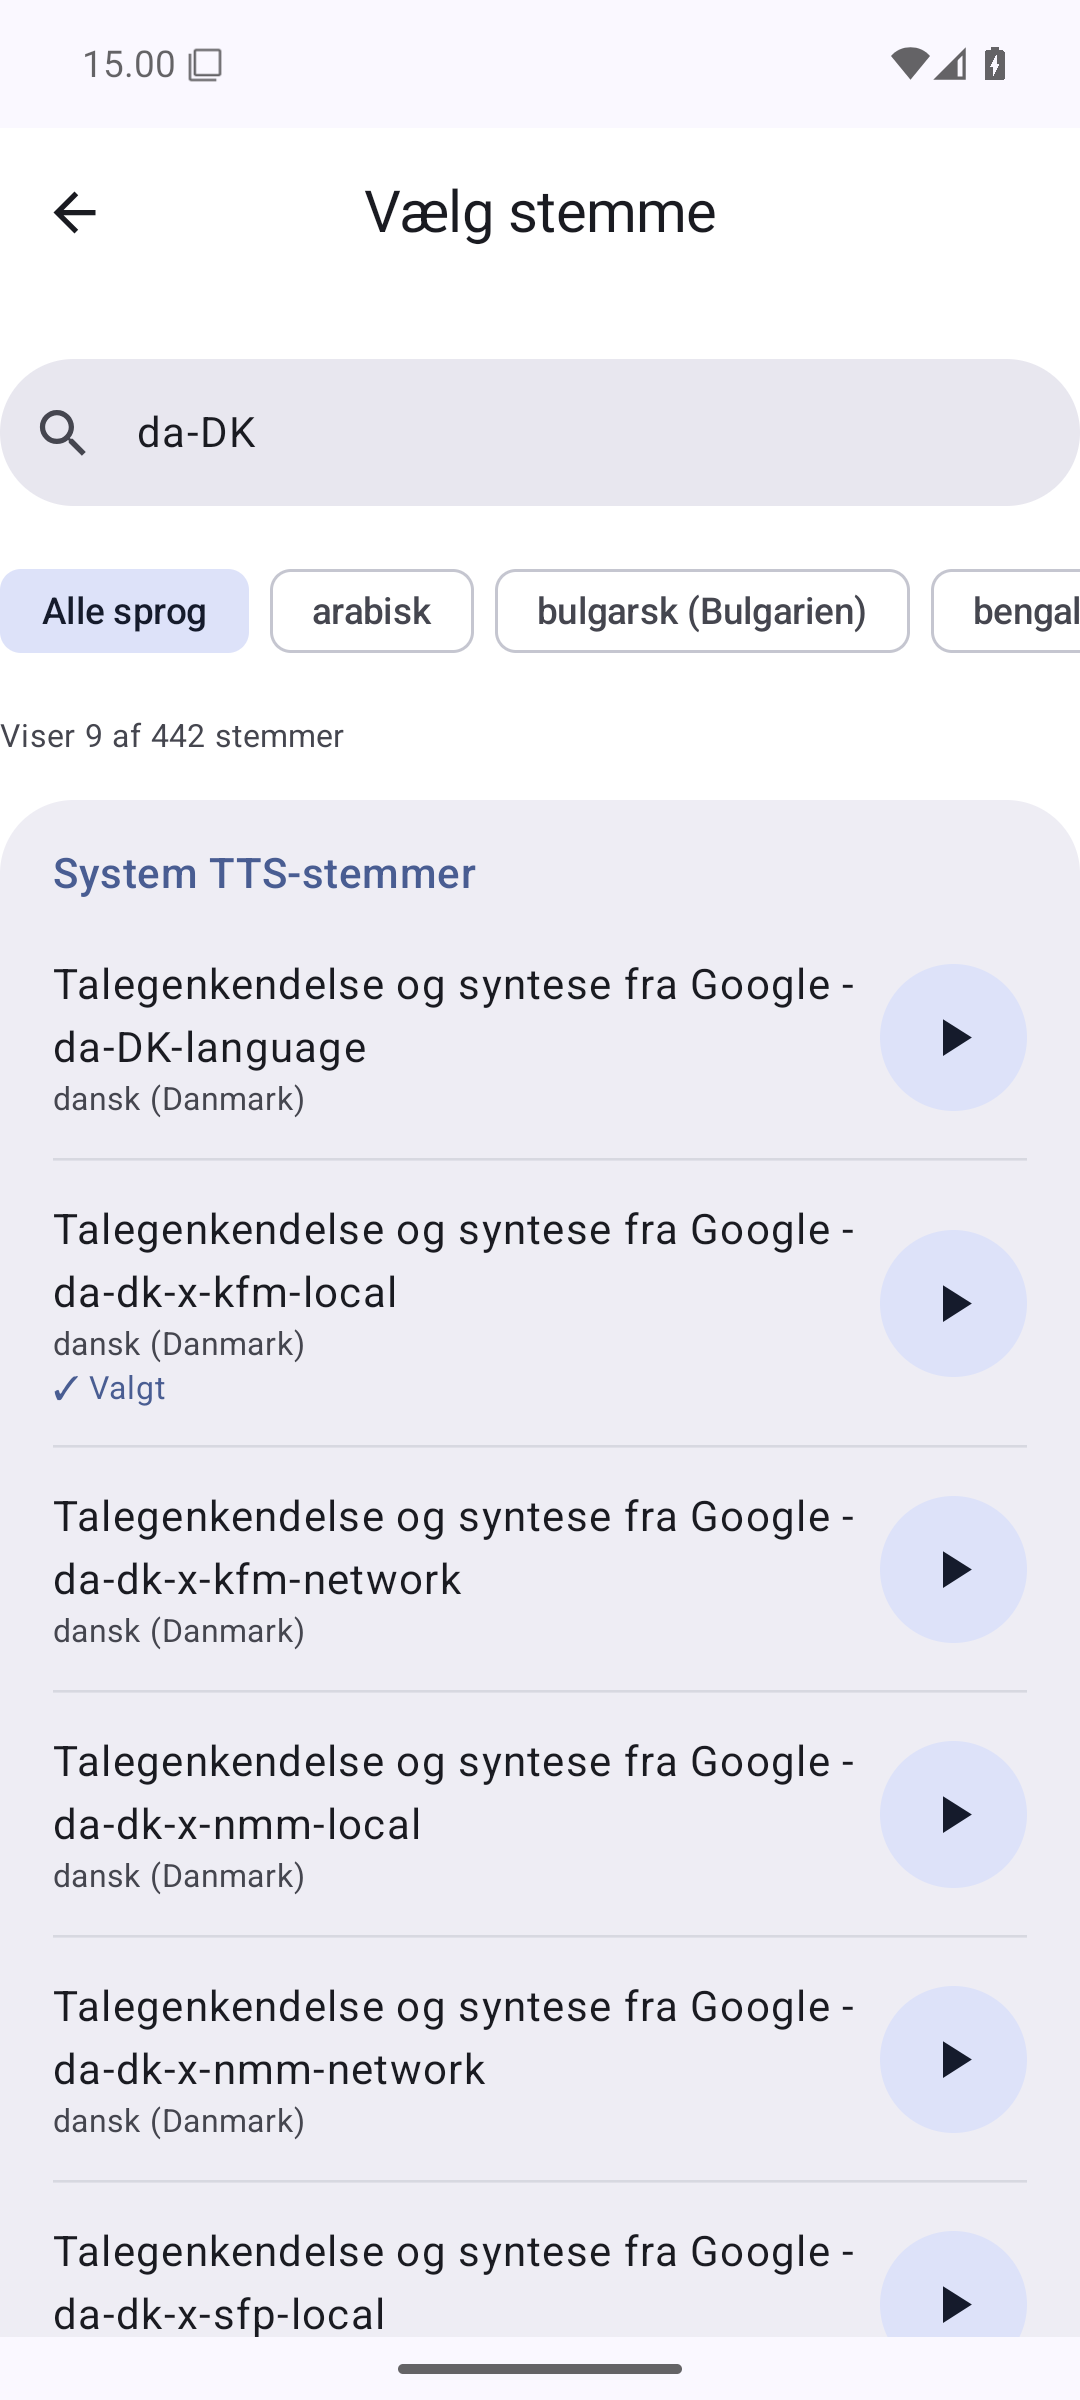 15.00
Vælg stemme
da-DK
Alle sprog
arabisk
bulgarsk (Bulgarien)
Viser 9 af 442 stemmer
System TTS-stemmer
Talegenkendelse og syntese fra Google -
da-DK-language
dansk (Danmark)
Talegenkendelse og syntese fra Google -
da-dk-x-kfm-local
dansk (Danmark)
✓ Valgt
Talegenkendelse og syntese fra Google -
da-dk-x-kfm-network
dansk (Danmark)
Talegenkendelse og syntese fra Google -
da-dk-x-nmm-local
dansk (Danmark)
Talegenkendelse og syntese fra Google -
da-dk-x-nmm-network
dansk (Danmark)
Talegenkendelse og syntese fra Google -
da-dk-x-sfp-local